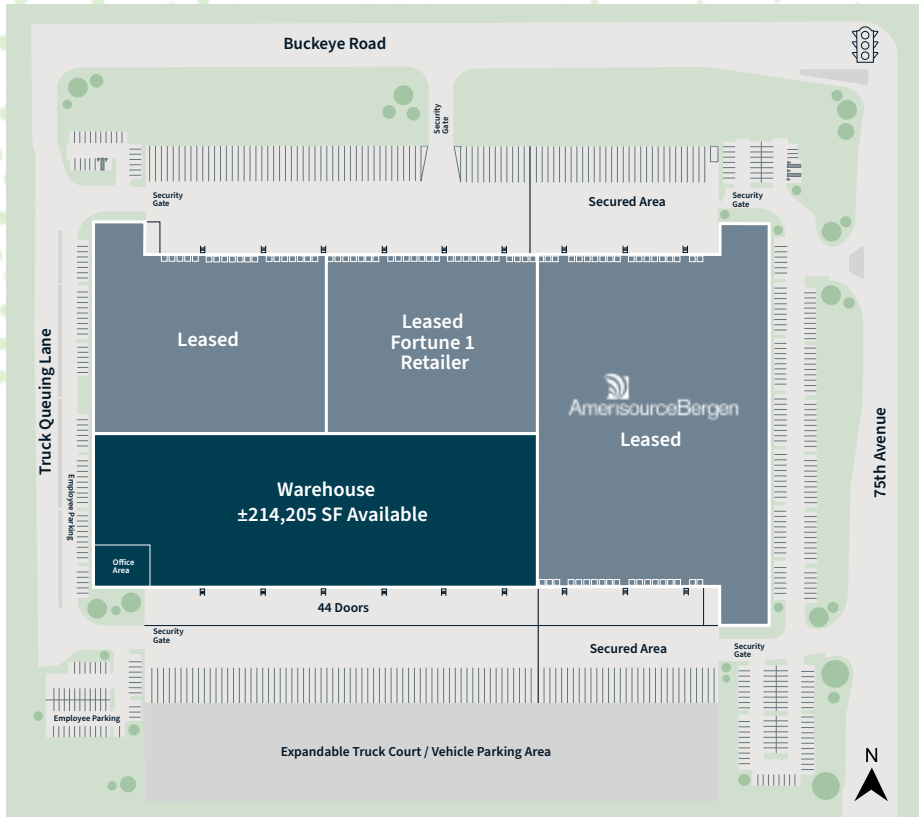 Buckeye Road
Security
Gate
Security
Gate
Secured Area
Security
Gate
Leased
Leased
Fortune 1
Retailer
AmerisourceBergen
Leased
Truck Queuing Lane
75th Avenue
Employee Parking
Warehouse
±214,205 SF Available
Office
Area
44 Doors
Security
Gate
Secured Area
Security
Gate
Employee Parking
Expandable Truck Court / Vehicle Parking Area
N